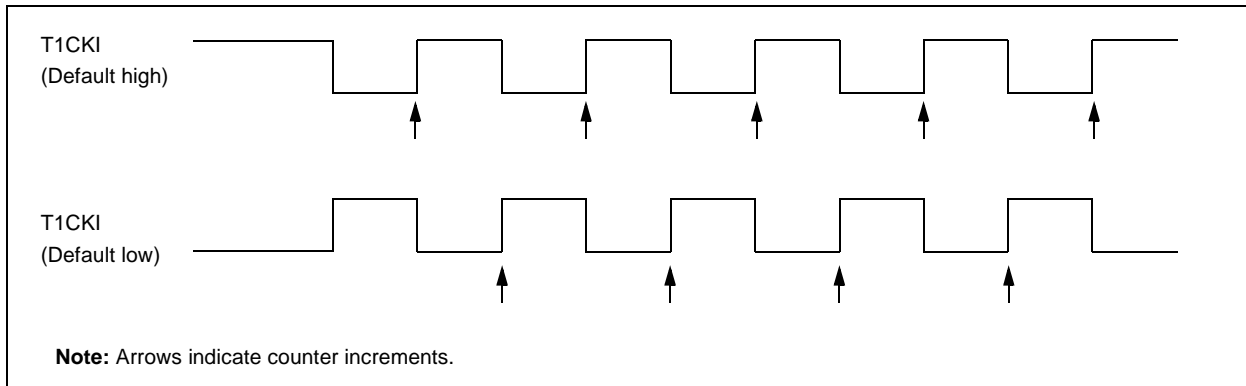 T1CKI
(Default high)
T1CKI
(Default low)
Note: Arrows indicate counter increments.